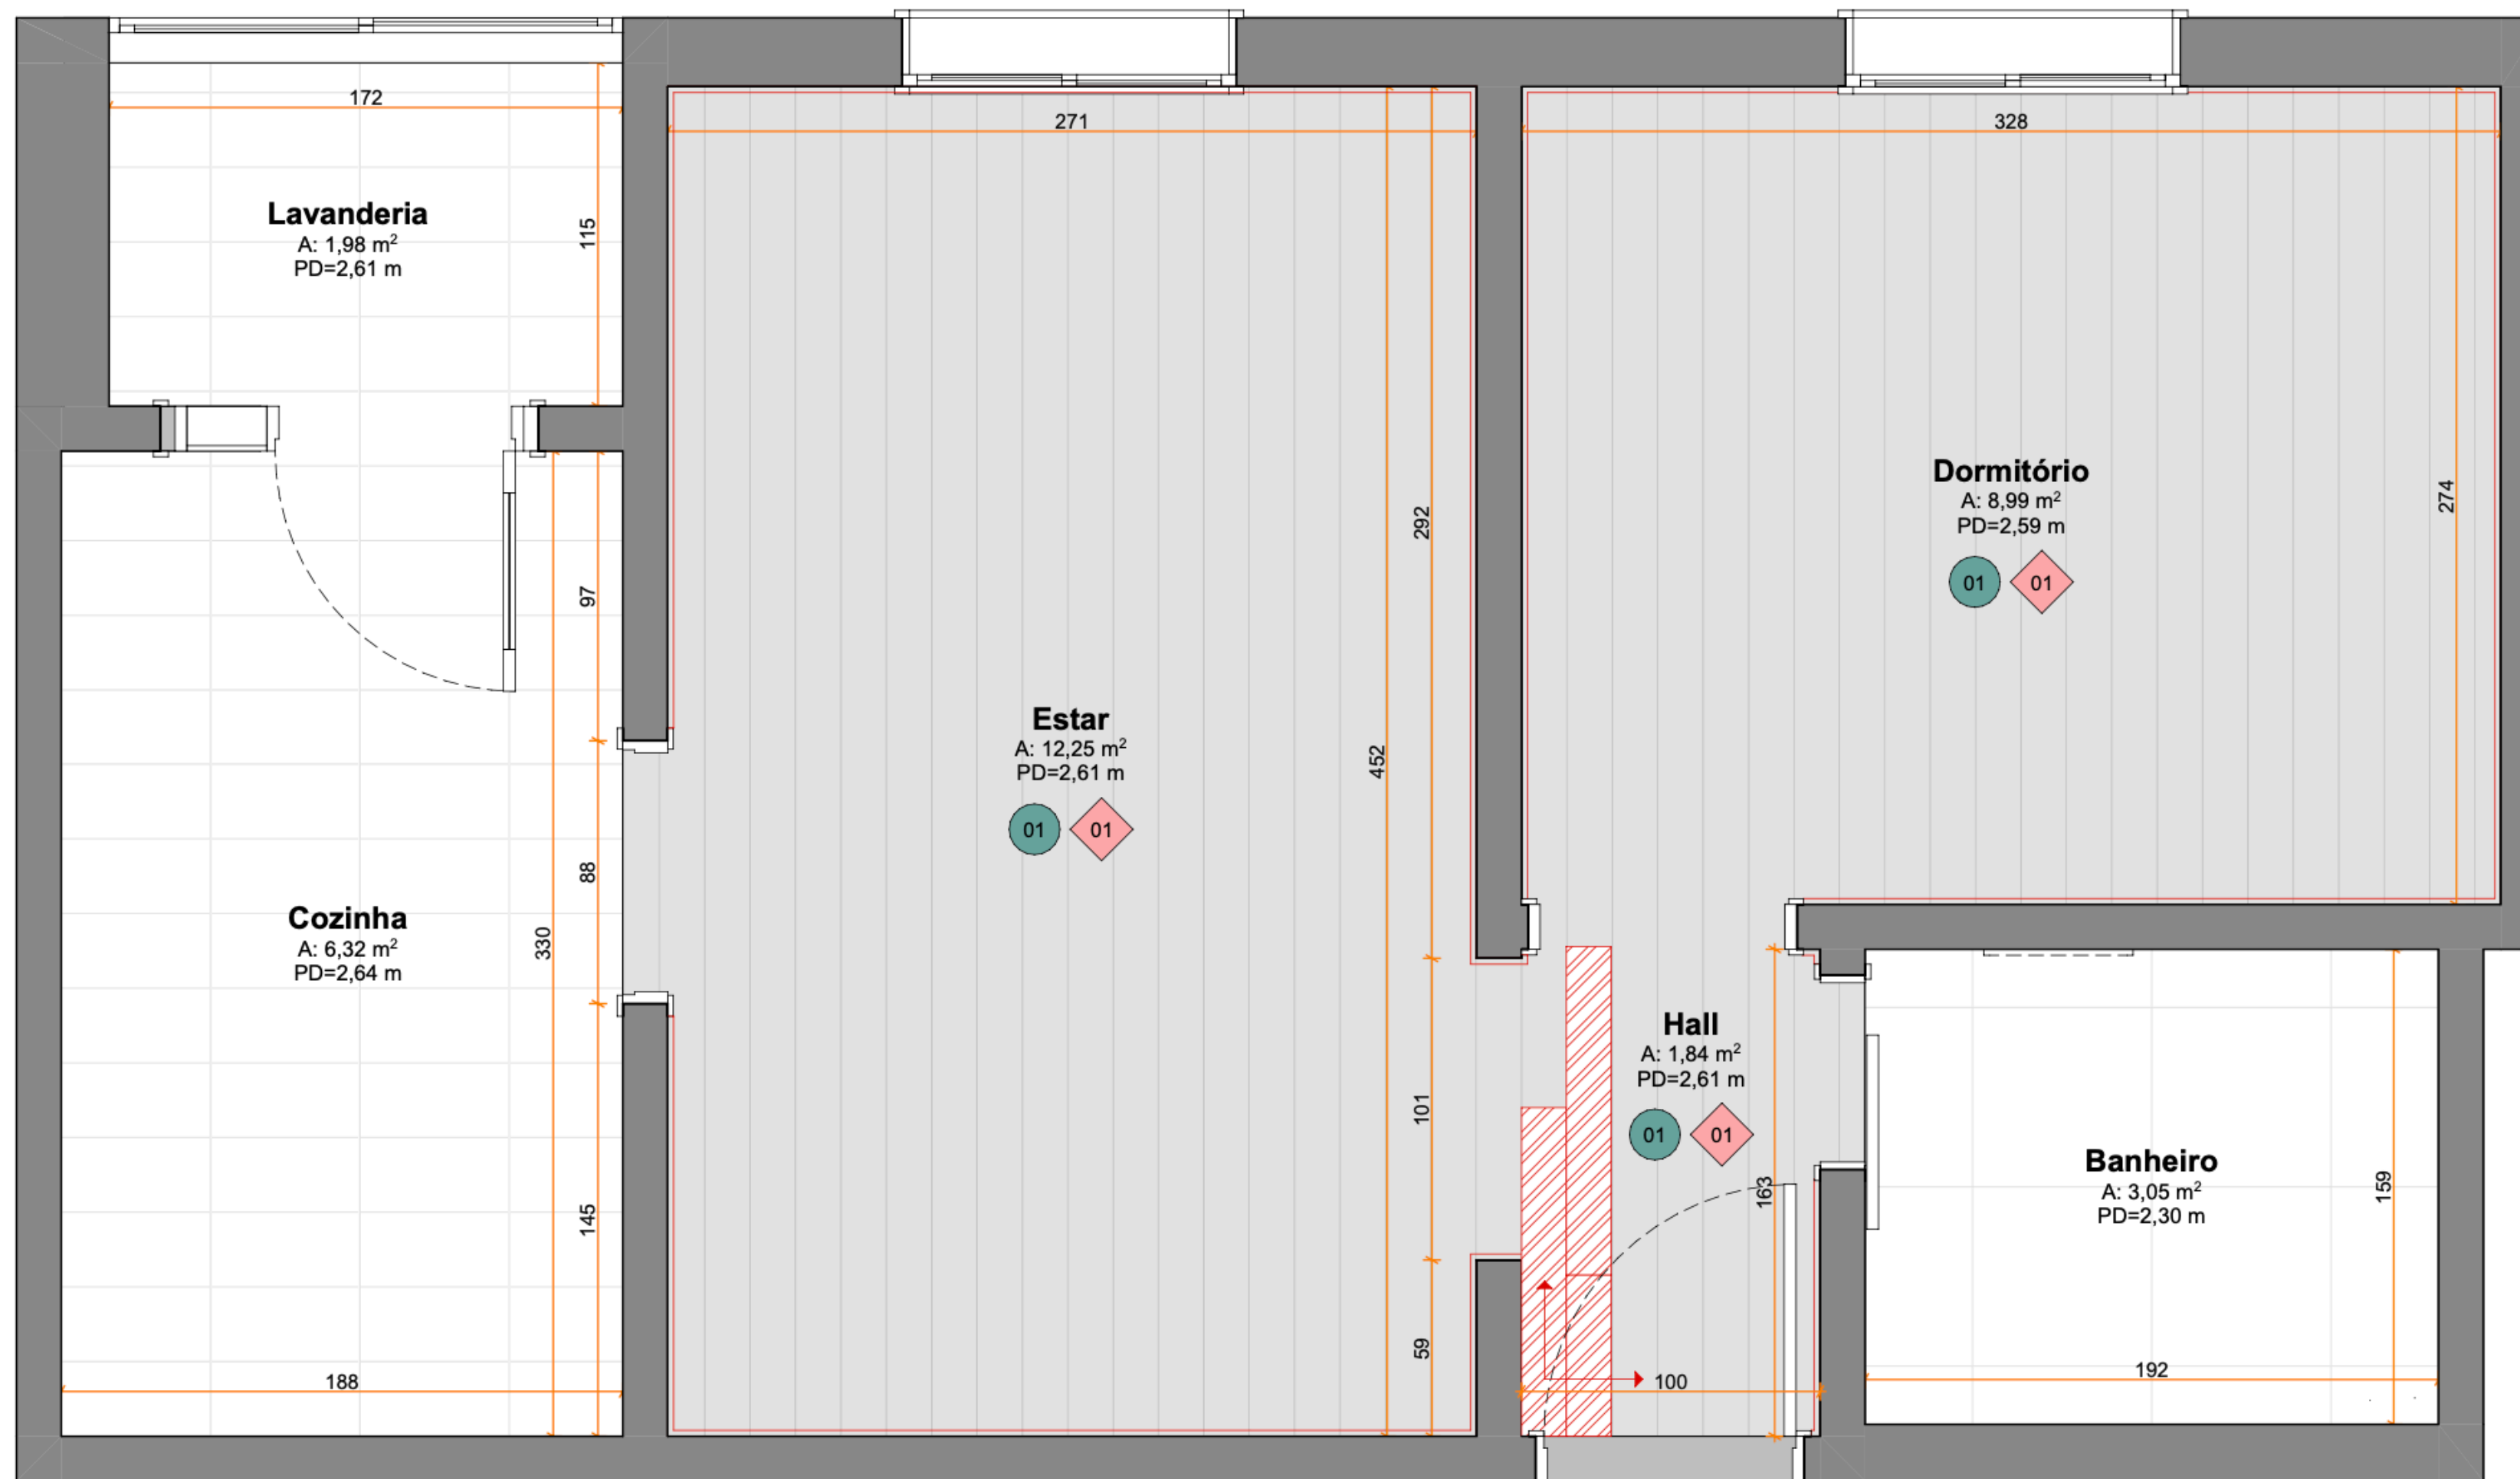 172
271
328
Lavanderia
A: 1,98 m²
PD=2,61 m
115
Dormitório
A: 8,99 m²
PD=2,59 m
01
01
274
292
97
Estar
A: 12,25 m²
PD=2,61 m
01
01
452
88
Cozinha
A: 6,32 m²
PD=2,64 m
330
Hall
A: 1,84 m²
PD=2,61 m
01
01
101
163
Banheiro
A: 3,05 m²
PD=2,30 m
159
145
59
188
100
192